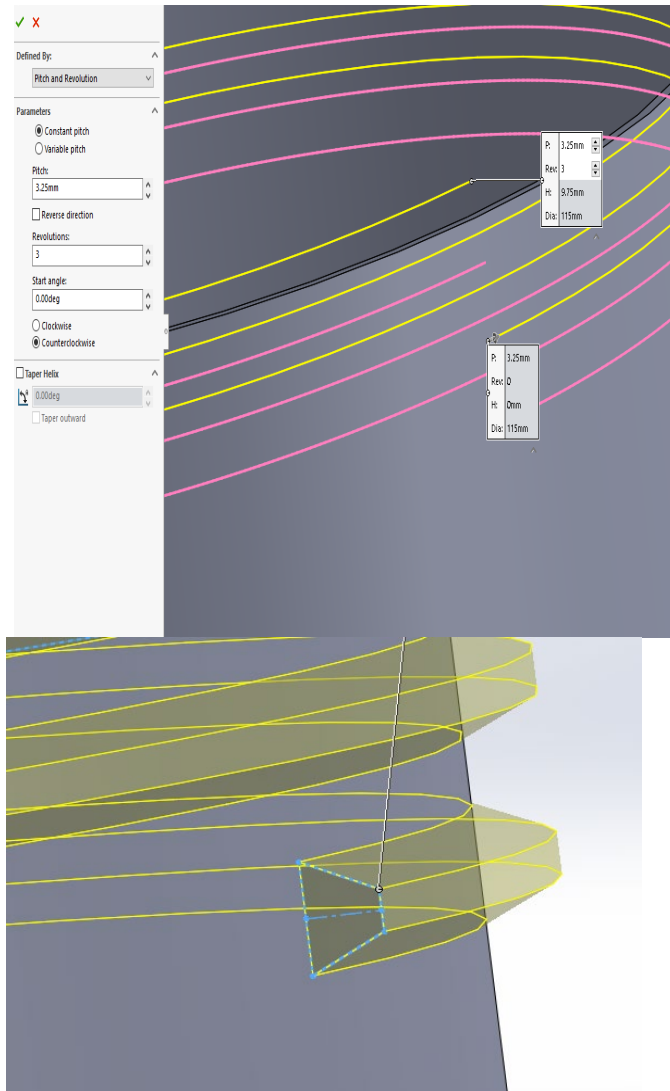 Defined By:
Pitch and Revolution
Parameters
Constant pitch
Variable pitch
Pitch:
3.25mm
Reverse direction
Revolutions:
3
Start angle:
0.00deg
Clockwise
Counterclockwise
Taper Helix
0.00deg
Taper outward
P: 3.25mm
Rev: 3
H: 9.75mm
Dia: 115mm
P: 3.25mm
Rev: 0
H: 0mm
Dia: 115mm